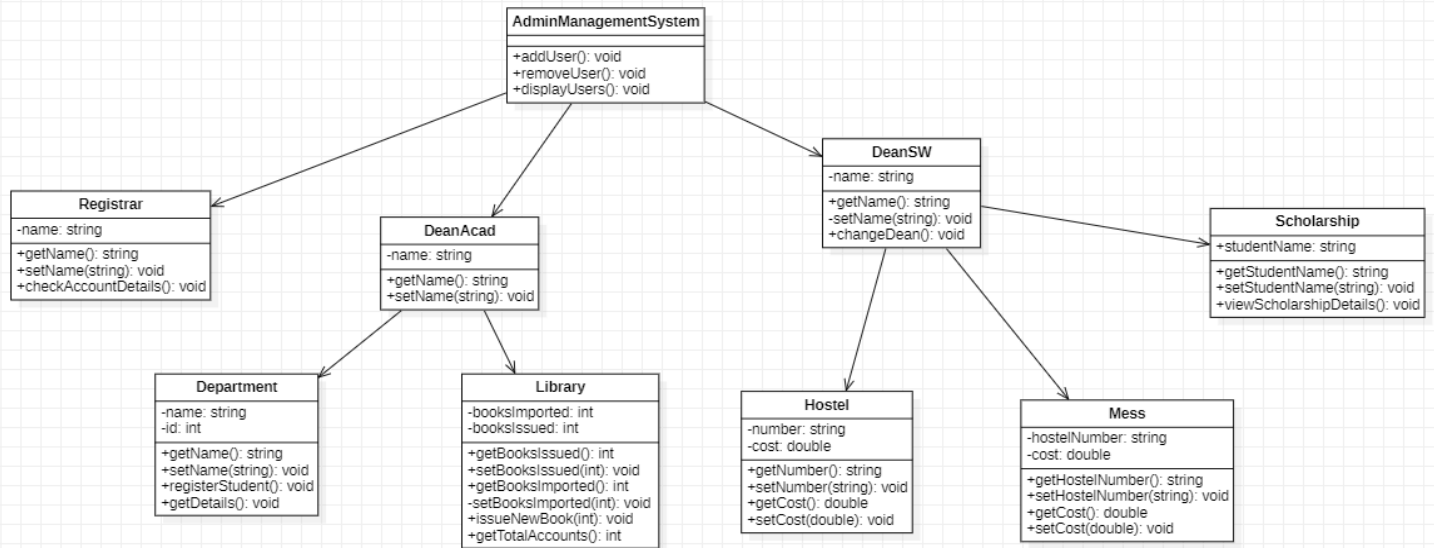 AdminManagementSystem
+addUser(): void
+removeUser(): void
+displayUsers(): void
DeanSW
-name: string
+getName(): string
-setName(string): void
+changeDean(): void
Registrar
-name: string
+getName(): string
+setName(string): void
+checkAccountDetails(): void
DeanAcad
-name: string
+getName(): string
+setName(string): void
Scholarship
+studentName: string
+getStudentName(): string
+setStudentName(string): void
+viewScholarshipDetails(): void
Department
-name: string
-id: int
+getName(): string
+setName(string): void
+registerStudent(): void
+getDetails(): void
Library
-booksImported: int
-booksIssued: int
+getBooksIssued(): int
+setBooksIssued(int): void
+getBooksImported(): int
-setBooksImported(int): void
+issueNewBook(int): void
+getTotalAccounts(): int
Hostel
-number: string
-cost: double
+getNumber(): string
+setNumber(string): void
+getCost(): double
+setCost(double): void
Mess
-hostelNumber: string
-cost: double
+getHostelNumber(): string
+setHostelNumber(string): void
+getCost(): double
+setCost(double): void